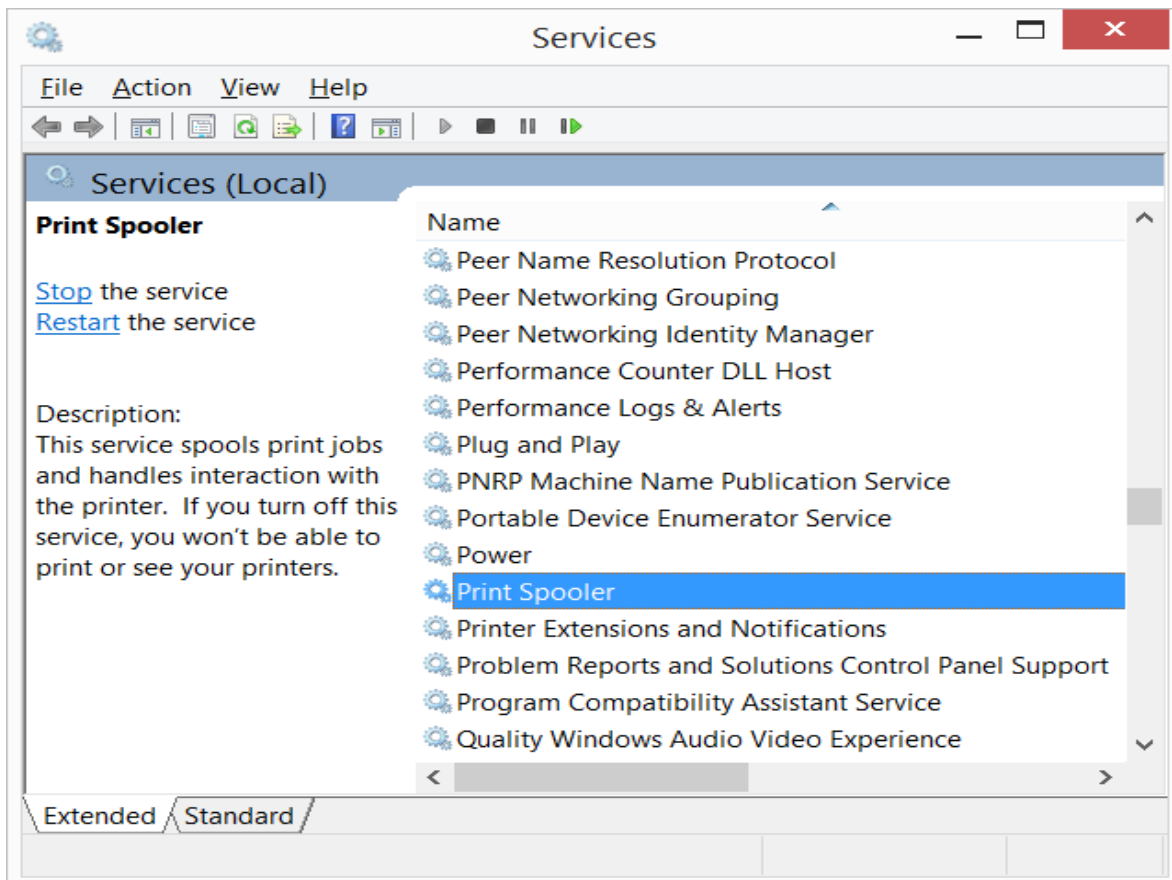 Services
File Action View Help
Services (Local)
Print Spooler
Stop the service
Restart the service
Description:
This service spools print jobs
and handles interaction with
the printer.  If you turn off this
service, you won't be able to
print or see your printers.
Name
Peer Name Resolution Protocol
Peer Networking Grouping
Peer Networking Identity Manager
Performance Counter DLL Host
Performance Logs & Alerts
Plug and Play
PNRP Machine Name Publication Service
Portable Device Enumerator Service
Power
Print Spooler
Printer Extensions and Notifications
Problem Reports and Solutions Control Panel Support
Program Compatibility Assistant Service
Quality Windows Audio Video Experience
Extended Standard